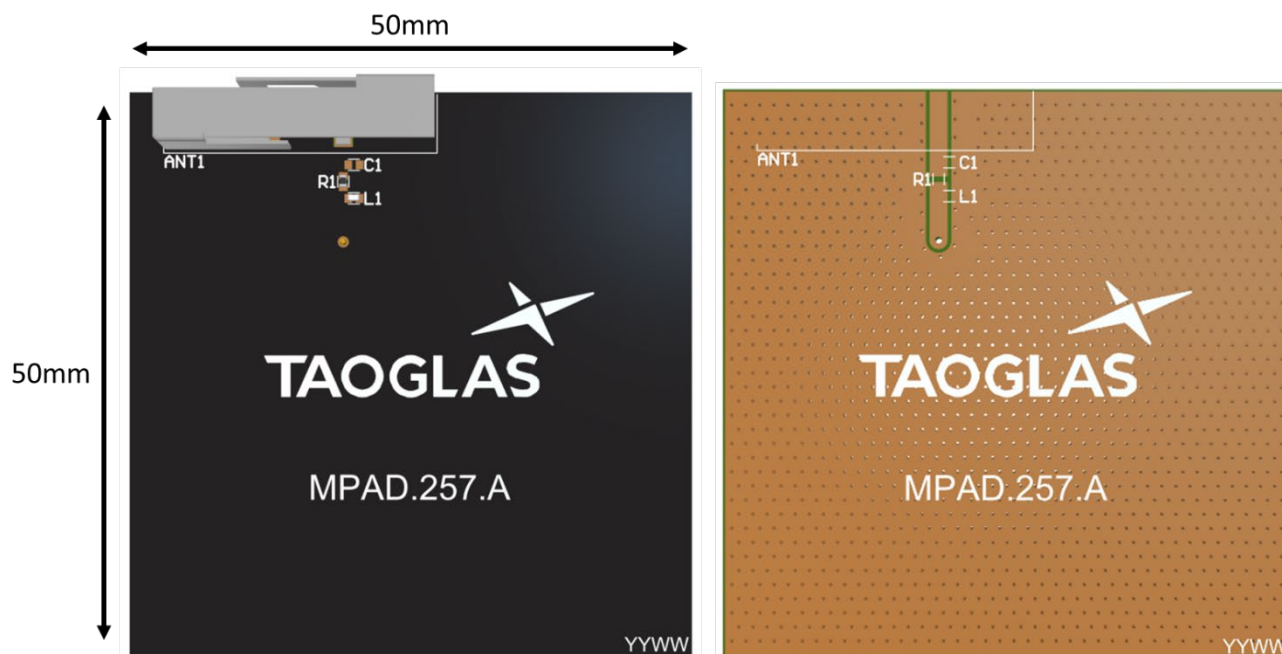 50mm
50mm
ANT1
C1
R1
L1
TAOGLAS
MPAD.257.A
YYWW
ANT1
C1
R1
L1
TAOGLAS
MPAD.257.A
YYWW